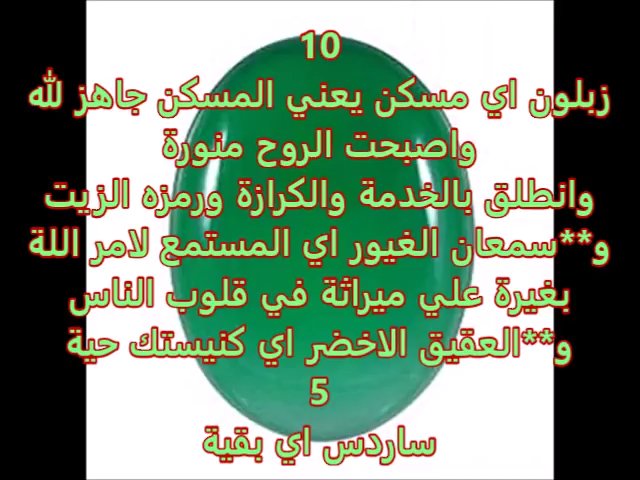 10
زبلون اي مسكن يعني المسكن جاهز لله
واصبحت الروح منورة
وانطلق بالخدمة والكرازة ورمزه الزيت
و**سمعان الغيور اي المستمع لامر اللة
بغيرة علي ميراثة في قلوب الناس
و**العقيق الاخضر اي كنيستك حية
5
ساردس اي بقية